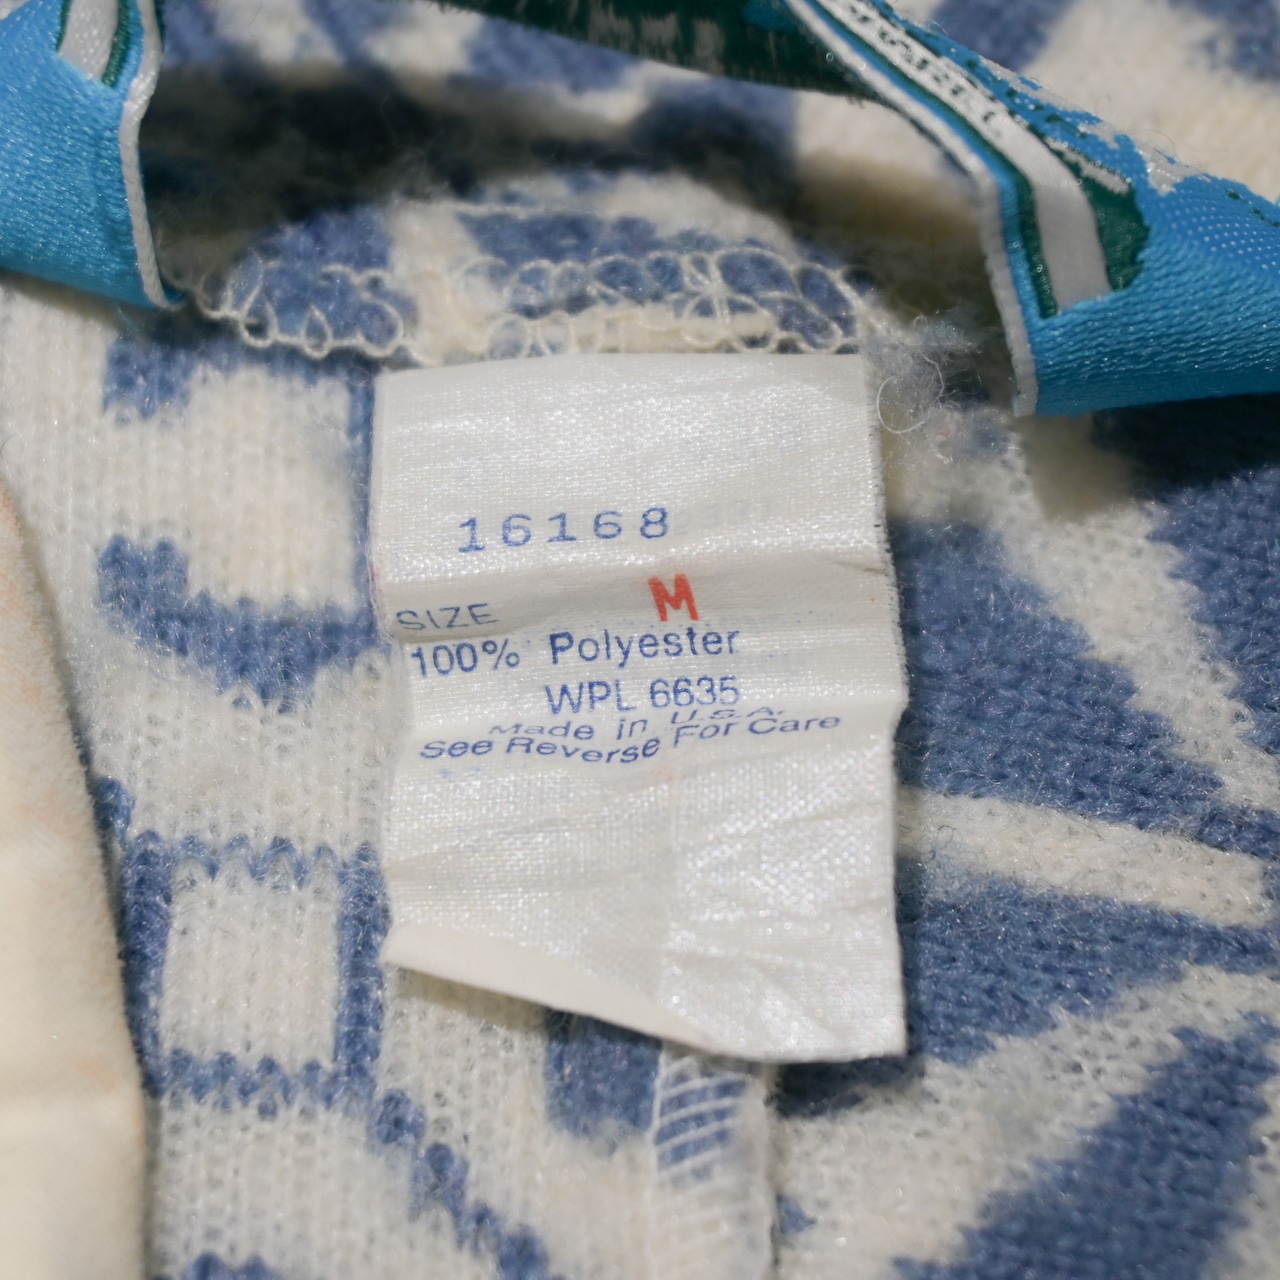 16168
SIZE M
100% Polyester
WPL 6635
Made in U.S.A.
See Reverse For Care